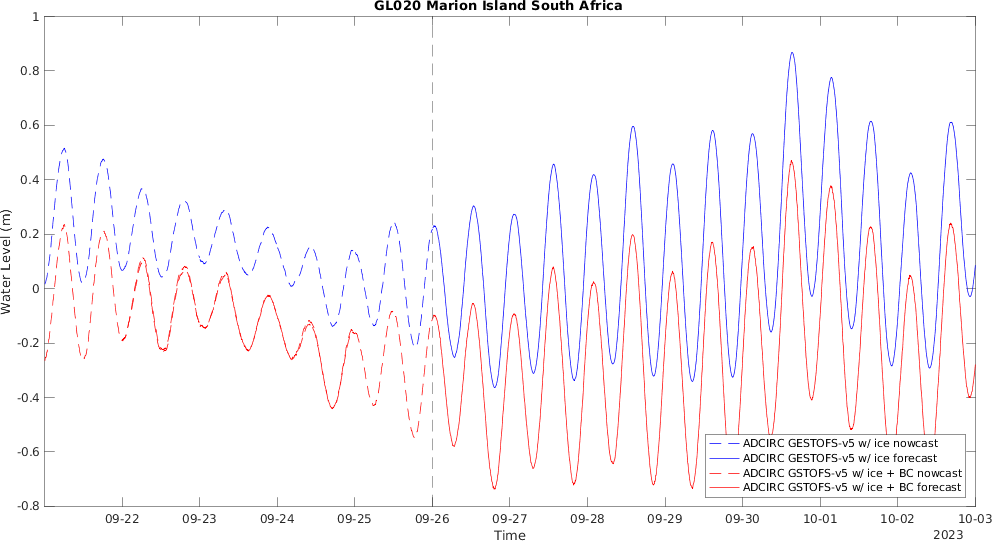 GL020 Marion Island South Africa
1
0.8
0.6
0.4
0.2
0
-0.2
-0.4
-0.6
-0.8
Water Level (m)
ADCIRC GESTOFS-v5 w/ ice nowcast
ADCIRC GESTOFS-v5 w/ ice forecast
ADCIRC GSTOFS-v5 w/ ice + BC nowcast
ADCIRC GSTOFS-v5 w/ ice + BC forecast
09-22 09-23 09-24 09-25 09-26 09-27 09-28 09-29 09-30 10-01 10-02 10-03
Time 2023